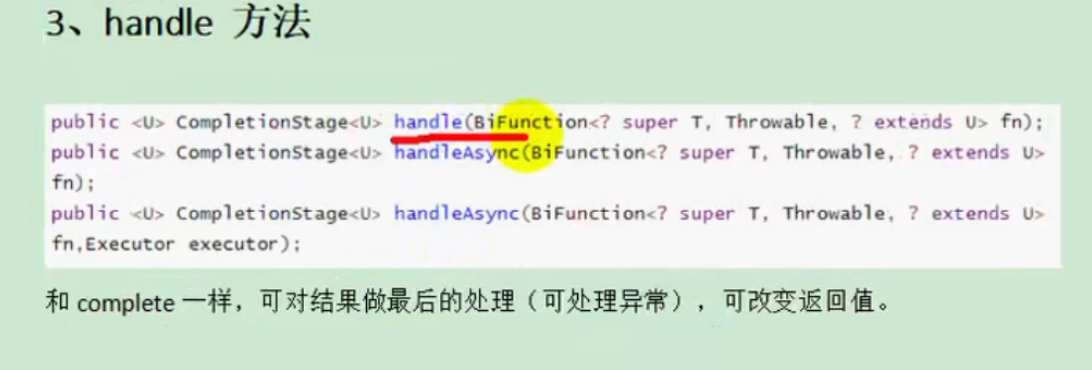 3、handle 方法
public <U> CompletionStage<U> handle(BiFunction<? super T, Throwable, ? extends U> fn);
public <U> CompletionStage<U> handleAsync(BiFunction<? super T, Throwable, ? extends U>
fn);
public <U> CompletionStage<U> handleAsync(BiFunction<? super T, Throwable, ? extends U>
fn,Executor executor);
和 complete 一样，可对结果做最后的处理（可处理异常），可改变返回值。